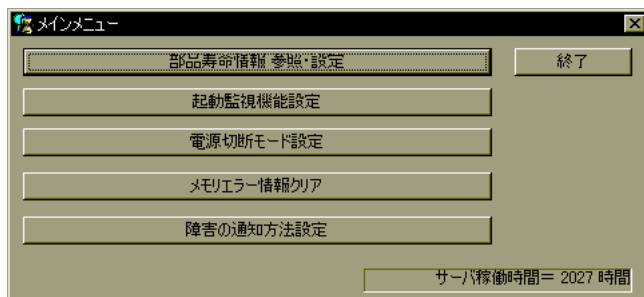 メインメニュー
部品寿命情報 参照・設定
終了
起動監視機能設定
電源切断モード設定
メモリエラー情報クリア
障害の通知方法設定
サーバ稼働時間＝ 2027 時間